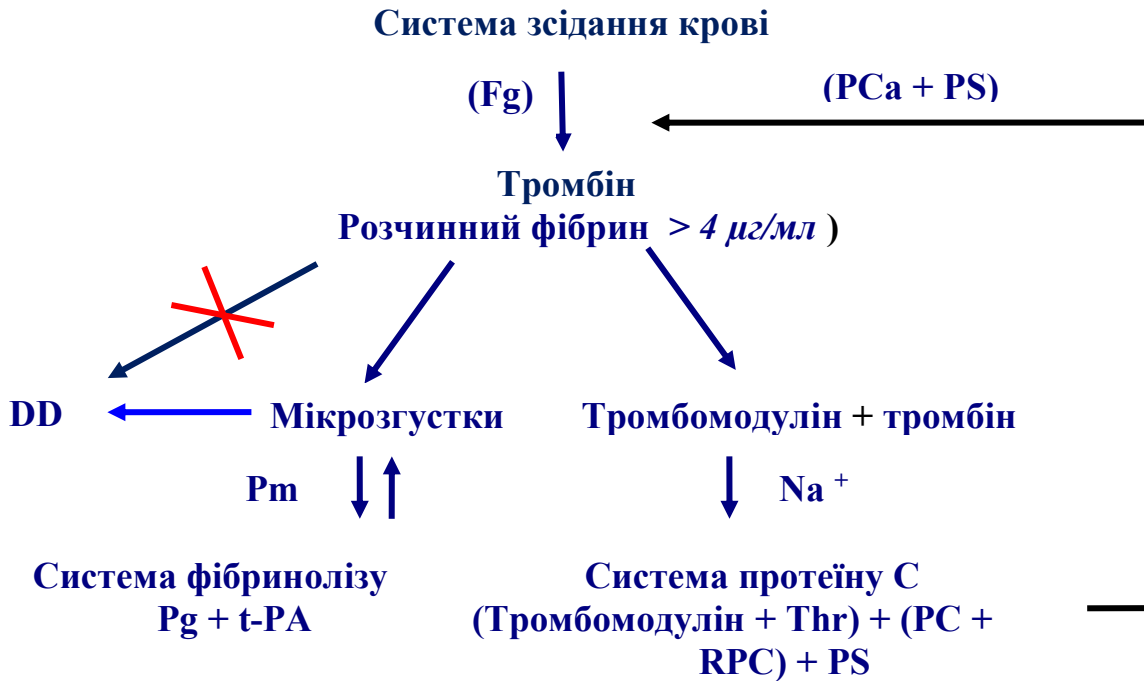 Система зсідання крові
(Fg)
(PCa + PS)
Тромбін
Розчинний фібрин > 4 µг/мл )
DD
Мікрозгустки
Тромбомодулін + тромбін
Pm
Na +
Система фібринолізу
Pg + t-PA
Система протеїну С
(Тромбомодулін + Thr) + (PC +
RPC) + PS